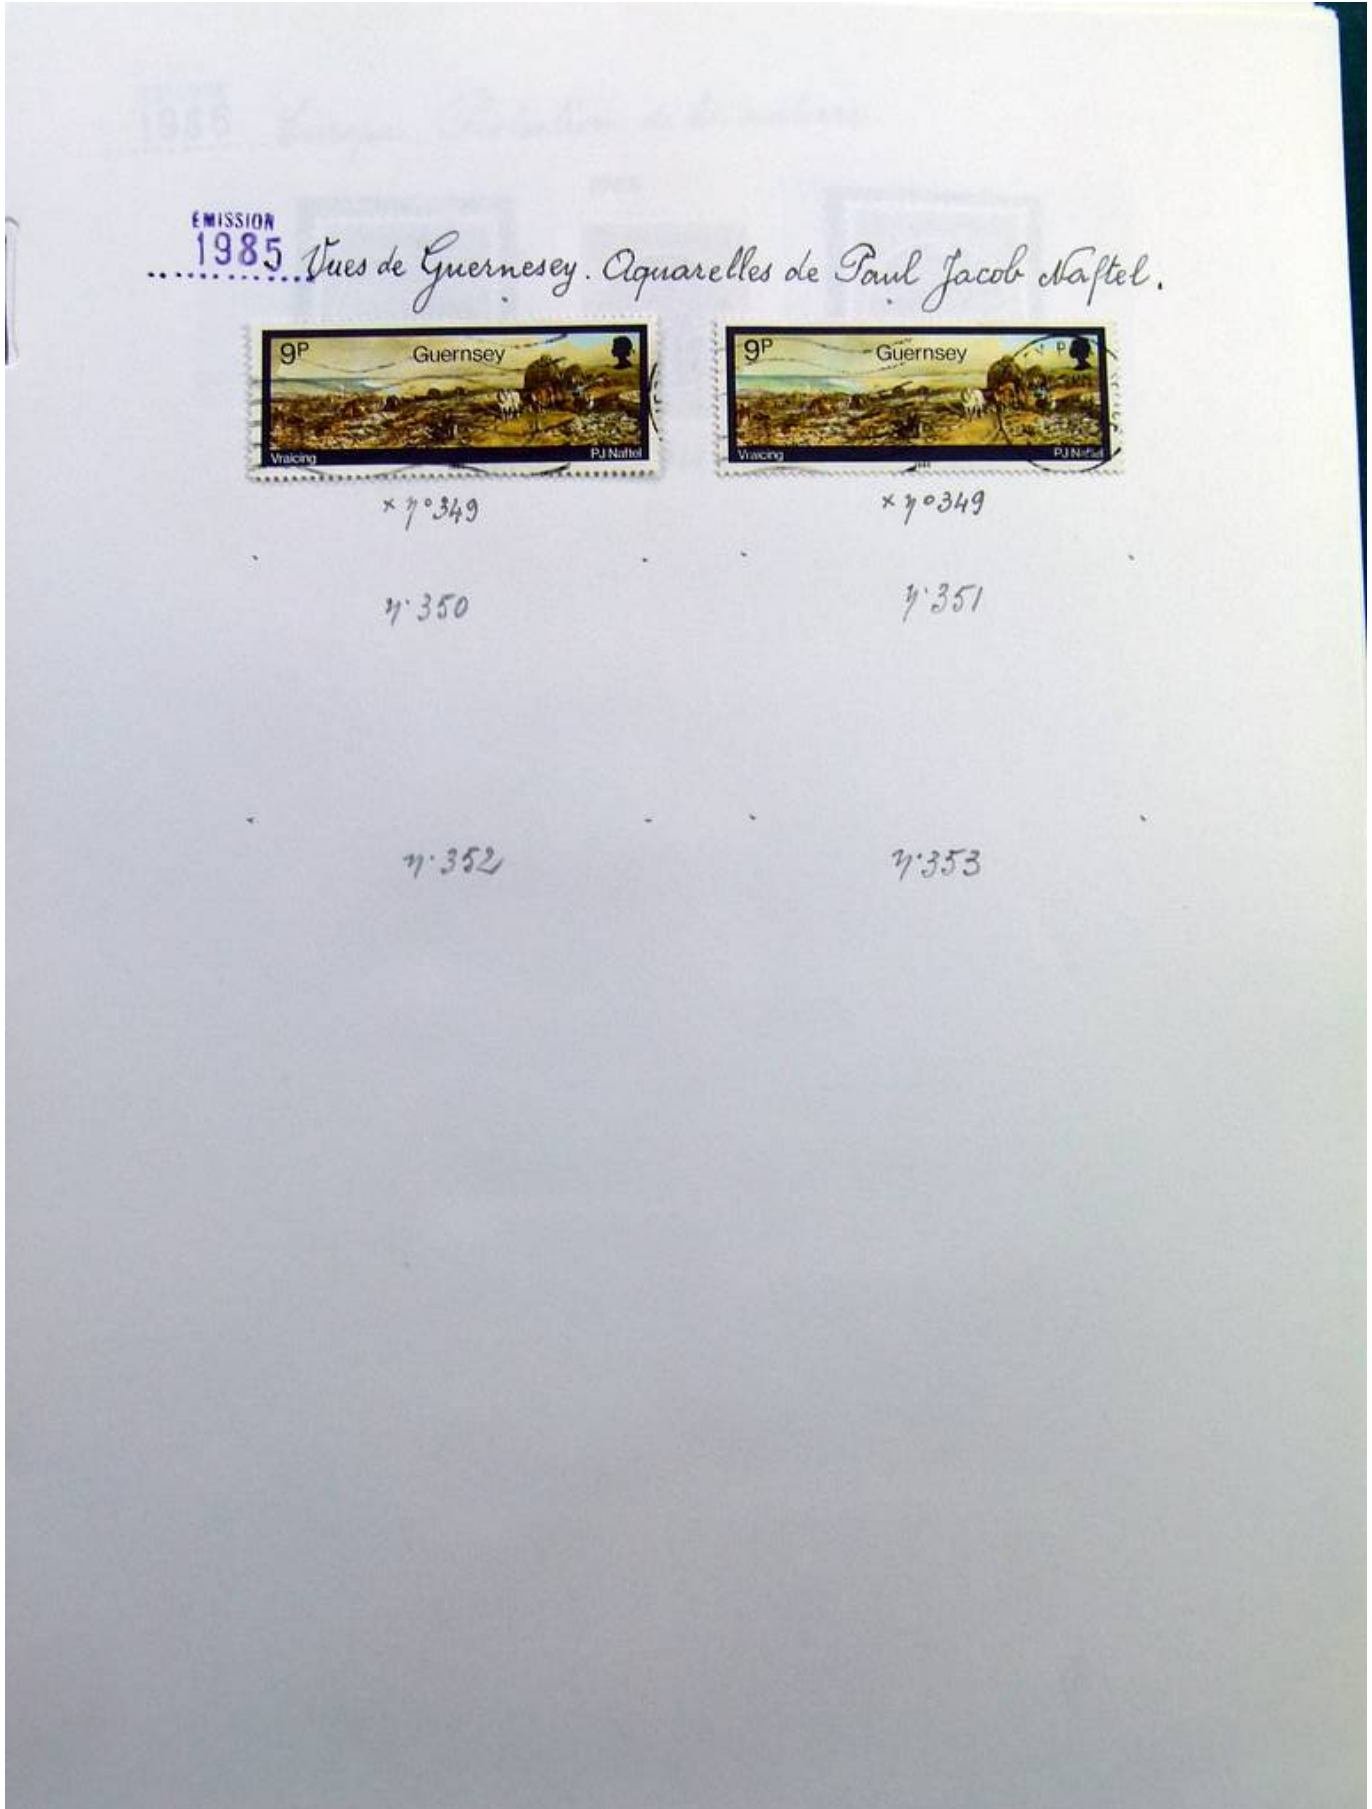 EMISSION
1985 Vues de Guernesey. Aquarelles de Paul Jacob Naftel.
9P Guernsey
Vraicing PJ Naftel
9P Guernsey
Vraicing PJ Naftel
x n°349
x n°349
n°350
n°351
n°352
n°353